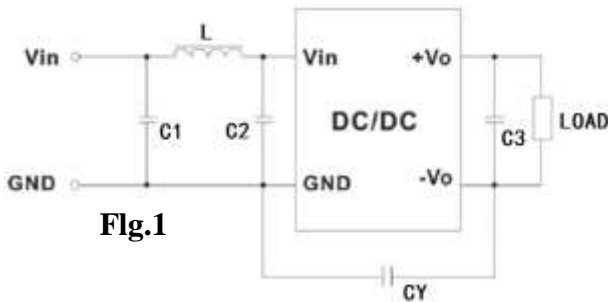 L
Vin
Vin
+Vo
C1
C2
DC/DC
C3
LOAD
GND
GND
-Vo
Flg.1
CY